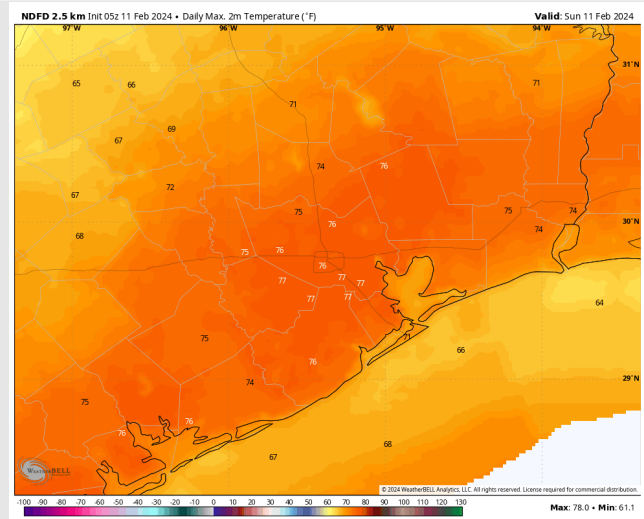 NDFD 2.5 km Init 05z 11 Feb 2024 • Daily Max. 2m Temperature (°F) Valid: Sun 11 Feb 2024
97°W 96°W 95°W 94°W
31°N
65 66 71
71
69
67
74 76
72
67
75 75 74
76
68 74
75 76
30°N
76
77 77 77
77 77
64
75 71
66
76
29°N
74
75
76
76
68
67
WEATHERBELL
© 2024 WeatherBELL Analytics, LLC. All rights reserved. License required for commercial distribution.
-100 -90 -80 -70 -60 -50 -40 -30 -20 -10 0 10 20 30 40 50 60 70 80 90 100 110 120 130
Max: 78.0 • Min: 61.1